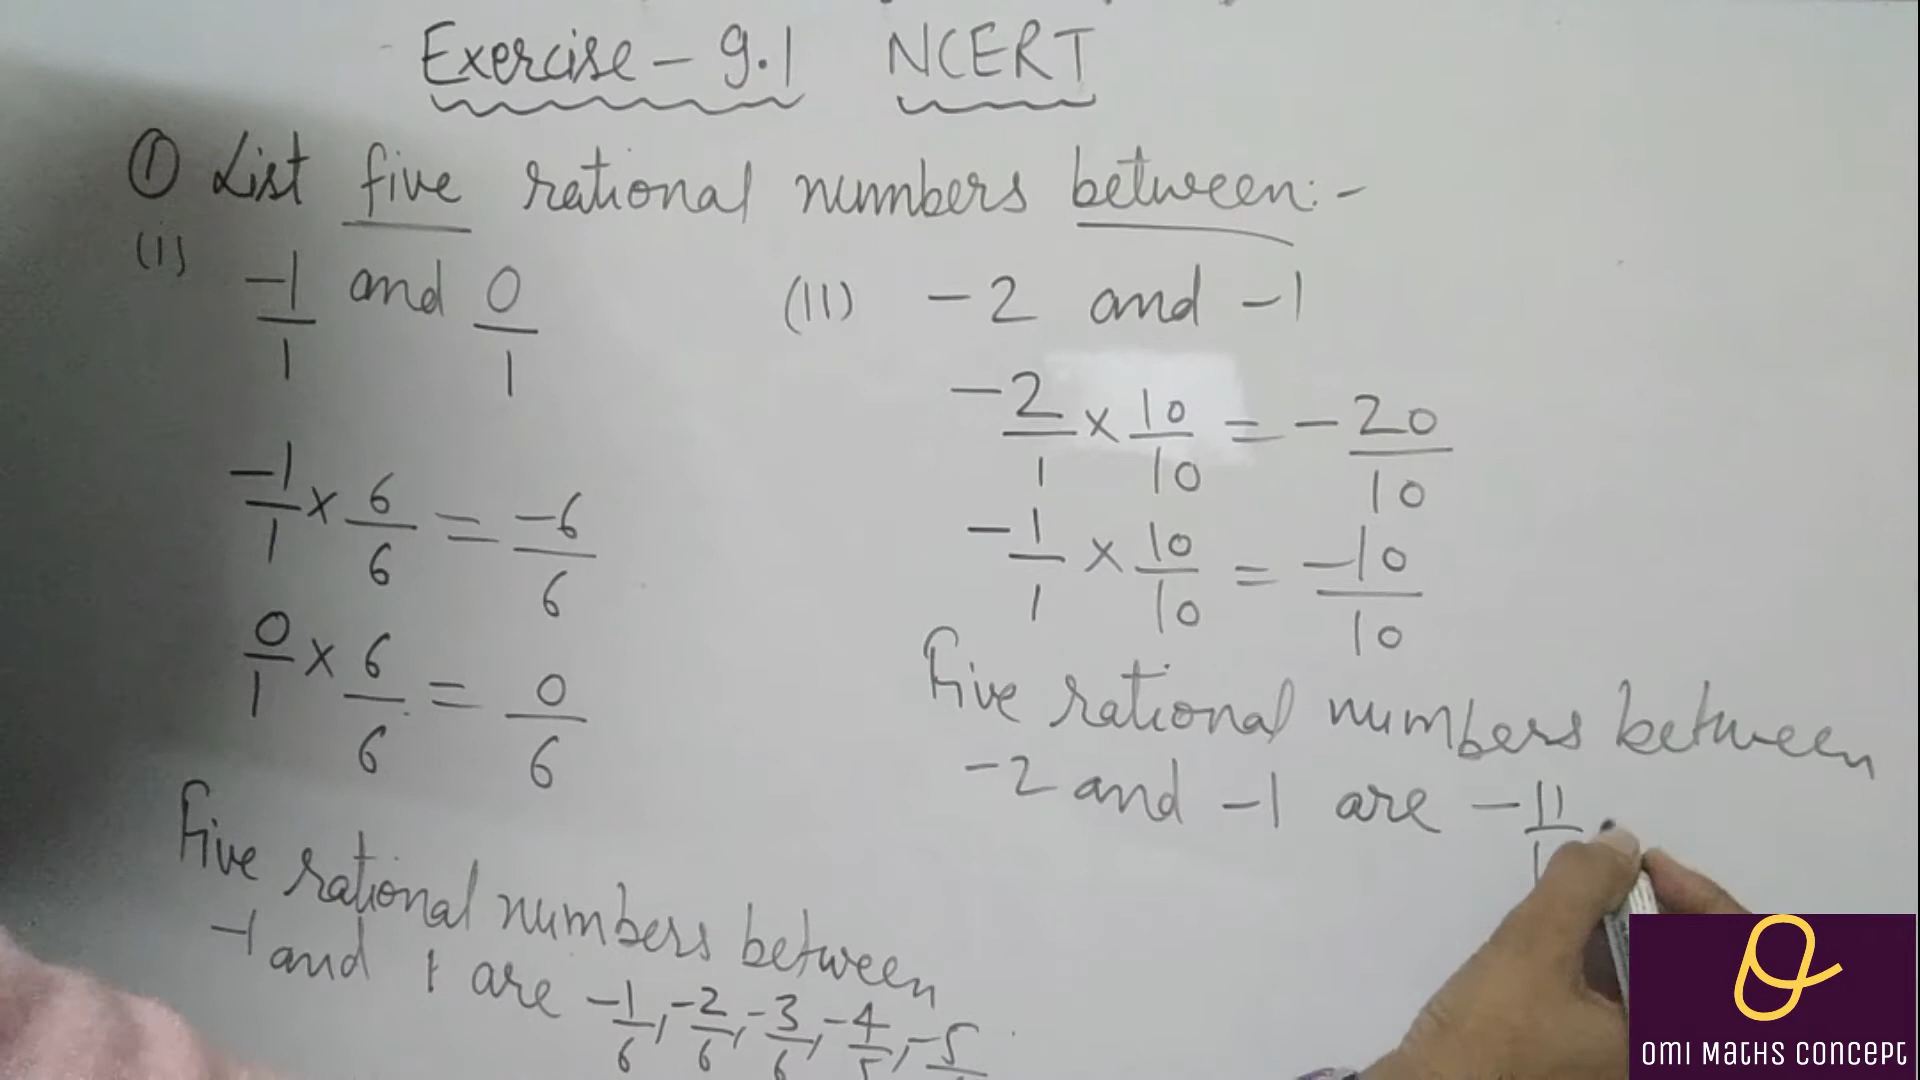 Exercise - 9.1 NCERT
① List five rational numbers between:-
(i) -1/1 and 0/1
-1/1 × 6/6 = -6/6
0/1 × 6/6 = 0/6
Five rational numbers between
-1 and 1 are -1/6, -2/6, -3/6, -4/5, -5
(II) -2 and -1
-2/1 × 10/10 = -20/10
-1/1 × 10/10 = -10/10
Five rational numbers between
-2 and -1 are -11/1
OMI MATHS CONCEPT